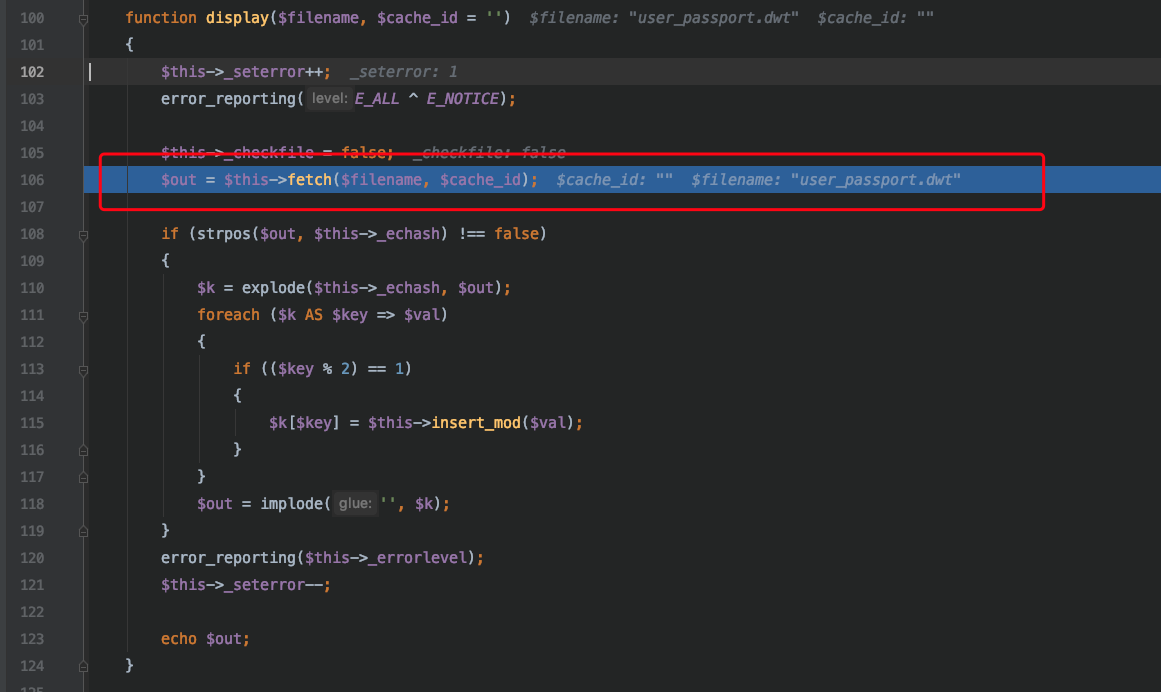 100 function display($filename, $cache_id = '') $filename: "user_passport.dwt" $cache_id: ""
101 {
102 $this->_seterror++; _seterror: 1
103 error_reporting( level: E_ALL ^ E_NOTICE);
104
105 $this->_checkfile = false; _checkfile: false
106 $out = $this->fetch($filename, $cache_id); $cache_id: "" $filename: "user_passport.dwt"
107
108 if (strpos($out, $this->_echash) !== false)
109 {
110 $k = explode($this->_echash, $out);
111 foreach ($k AS $key => $val)
112 {
113 if (($key % 2) == 1)
114 {
115 $k[$key] = $this->insert_mod($val);
116 }
117 }
118 $out = implode( glue: '', $k);
119 }
120 error_reporting($this->_errorlevel);
121 $this->_seterror--;
122
123 echo $out;
124 }
125